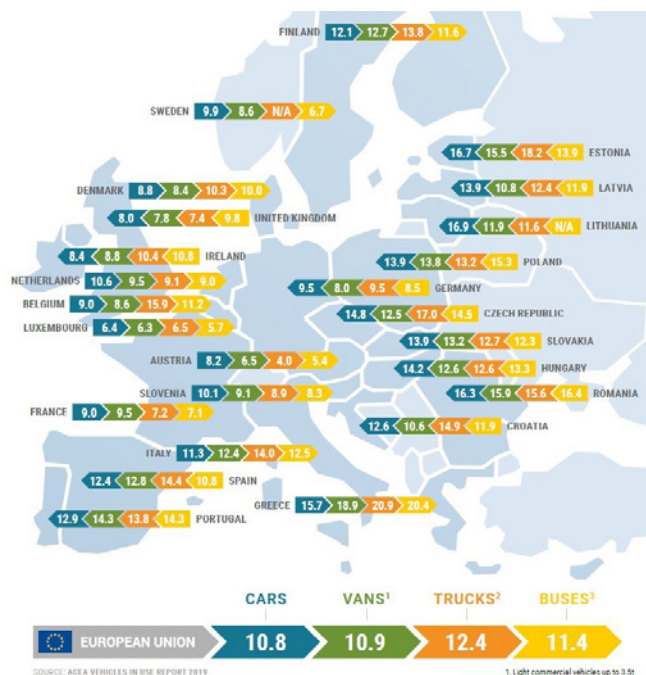 FINLAND 12.1 12.7 13.8 11.6
SWEDEN 9.9 8.6 N/A 6.7
16.7 15.5 18.2 13.9 ESTONIA
13.9 10.8 12.4 11.9 LATVIA
DENMARK 8.8 8.4 10.3 10.0
8.0 7.8 7.4 9.8 UNITED KINGDOM
16.9 11.9 11.6 N/A LITHUANIA
8.4 8.8 10.4 10.8 IRELAND
13.9 13.8 13.2 15.3 POLAND
NETHERLANDS 10.6 9.5 9.1 9.0
9.5 8.0 9.5 8.5 GERMANY
BELGIUM 9.0 8.6 15.9 11.2
14.8 12.5 17.0 14.5 CZECH REPUBLIC
LUXEMBOURG 6.4 6.3 6.5 5.7
13.9 13.2 12.7 12.3 SLOVAKIA
AUSTRIA 8.2 6.5 4.0 5.4
14.2 12.6 12.6 13.3 HUNGARY
SLOVENIA 10.1 9.1 8.9 8.3
16.3 15.9 15.6 16.4 ROMANIA
FRANCE 9.0 9.5 7.2 7.1
12.6 10.6 14.9 11.9 CROATIA
ITALY 11.3 12.4 14.0 12.5
12.4 12.8 14.4 10.8 SPAIN
GREECE 15.7 18.9 20.9 20.4
12.9 14.3 13.8 14.3 PORTUGAL
CARS VANS¹ TRUCKS² BUSES³
EUROPEAN UNION 10.8 10.9 12.4 11.4
SOURCE: ACEA VEHICLES IN USE REPORT 2019
1. Light commercial vehicles up to 3.5t